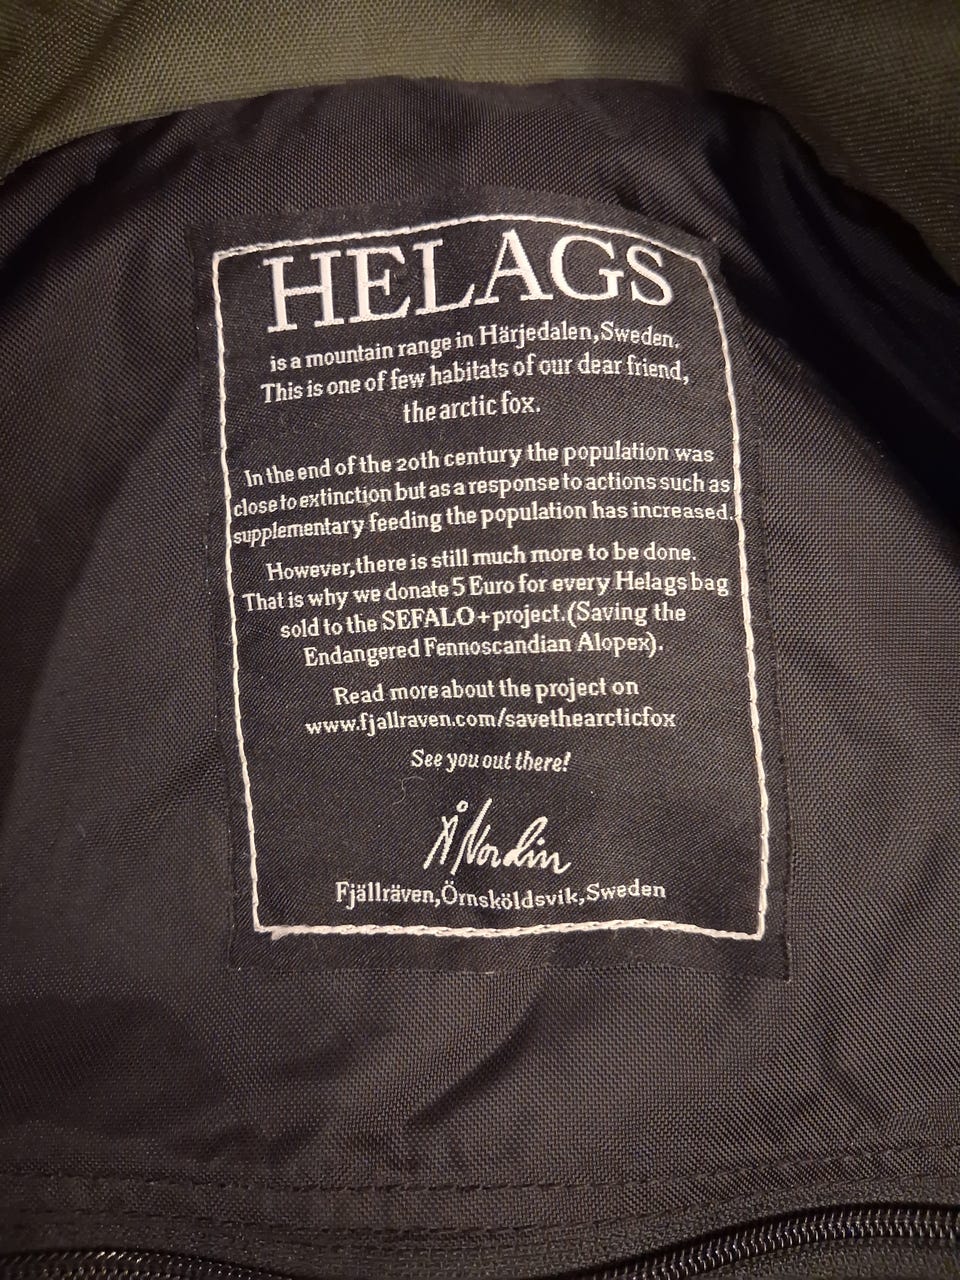 HELAGS
is a mountain range in Härjedalen, Sweden.
This is one of few habitats of our dear friend,
the arctic fox.
In the end of the 20th century the population was
close to extinction but as a response to actions such as
supplementary feeding the population has increased.
However, there is still much more to be done.
That is why we donate 5 Euro for every Helags bag
sold to the SEFALO+project.(Saving the
Endangered Fennoscandian Alopex).
Read more about the project on
www.fjallraven.com/savethearcticfox
See you out there!
Å Nordin
Fjällräven, Örnsköldsvik, Sweden